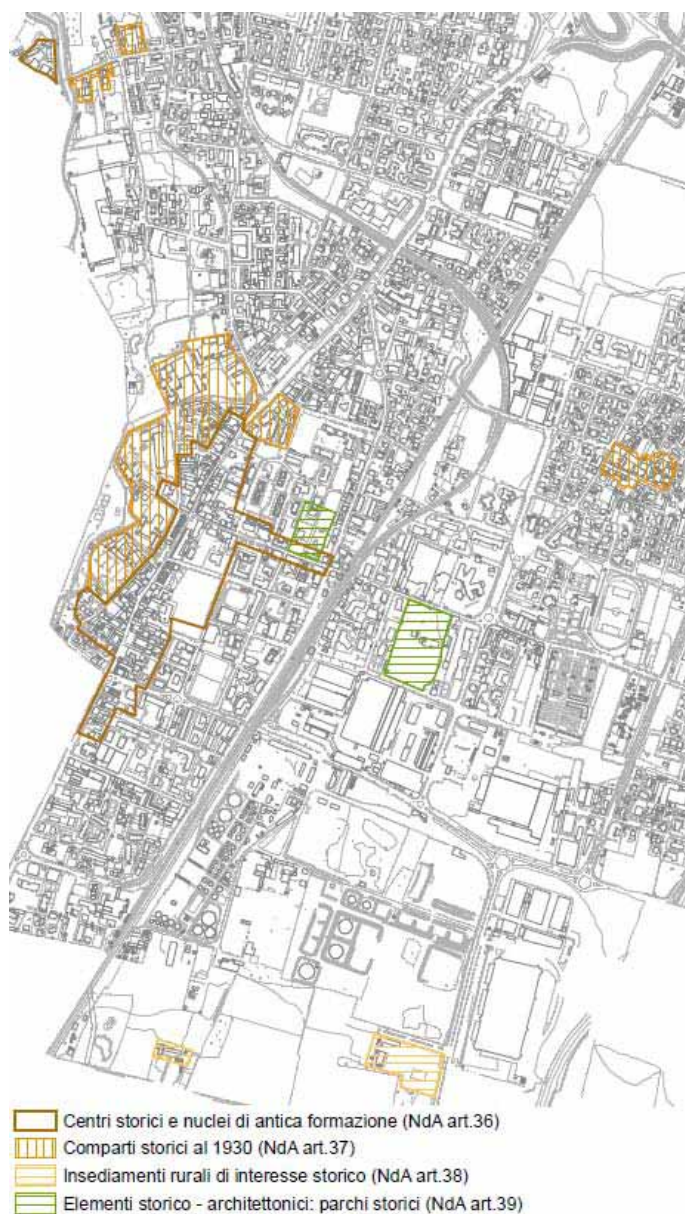 Centri storici e nuclei di antica formazione (NdA art.36)
Comparti storici al 1930 (NdA art.37)
Insediamenti rurali di interesse storico (NdA art.38)
Elementi storico - architettonici: parchi storici (NdA art.39)